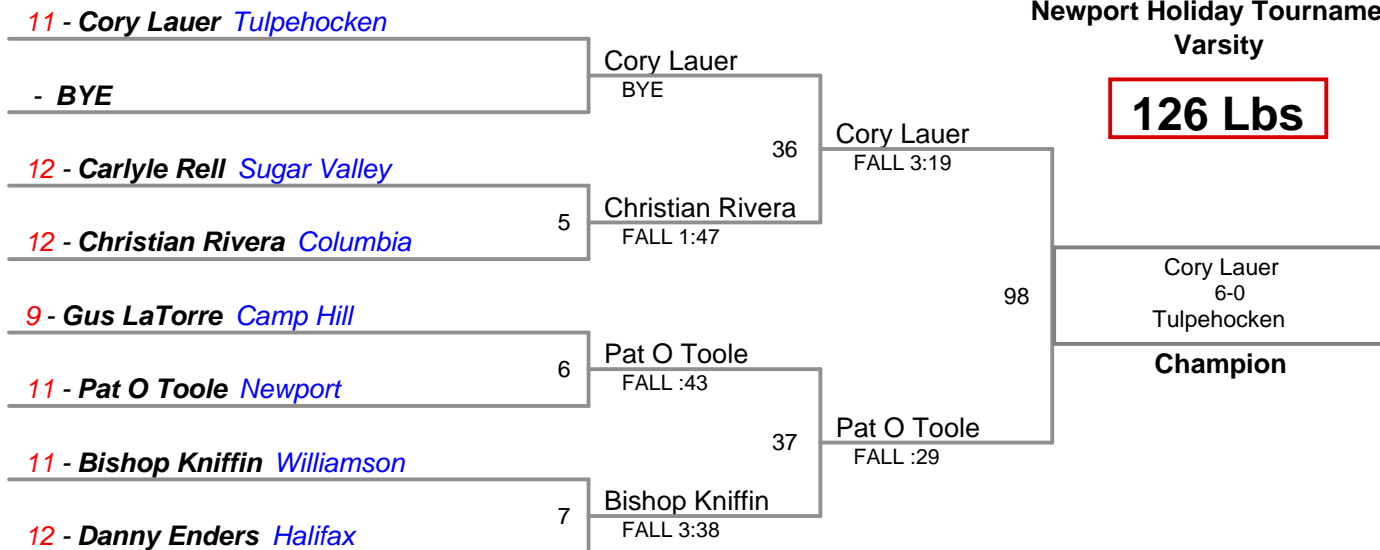 Newport Holiday Tourname
Varsity
126 Lbs
11 - Cory Lauer Tulpehocken
- BYE
12 - Carlyle Rell Sugar Valley
12 - Christian Rivera Columbia
9 - Gus LaTorre Camp Hill
11 - Pat O Toole Newport
11 - Bishop Kniffin Williamson
12 - Danny Enders Halifax
Cory Lauer
BYE
5
Christian Rivera
FALL 1:47
6
Pat O Toole
FALL :43
7
Bishop Kniffin
FALL 3:38
36
Cory Lauer
FALL 3:19
37
Pat O Toole
FALL :29
98
Cory Lauer
6-0
Tulpehocken
Champion